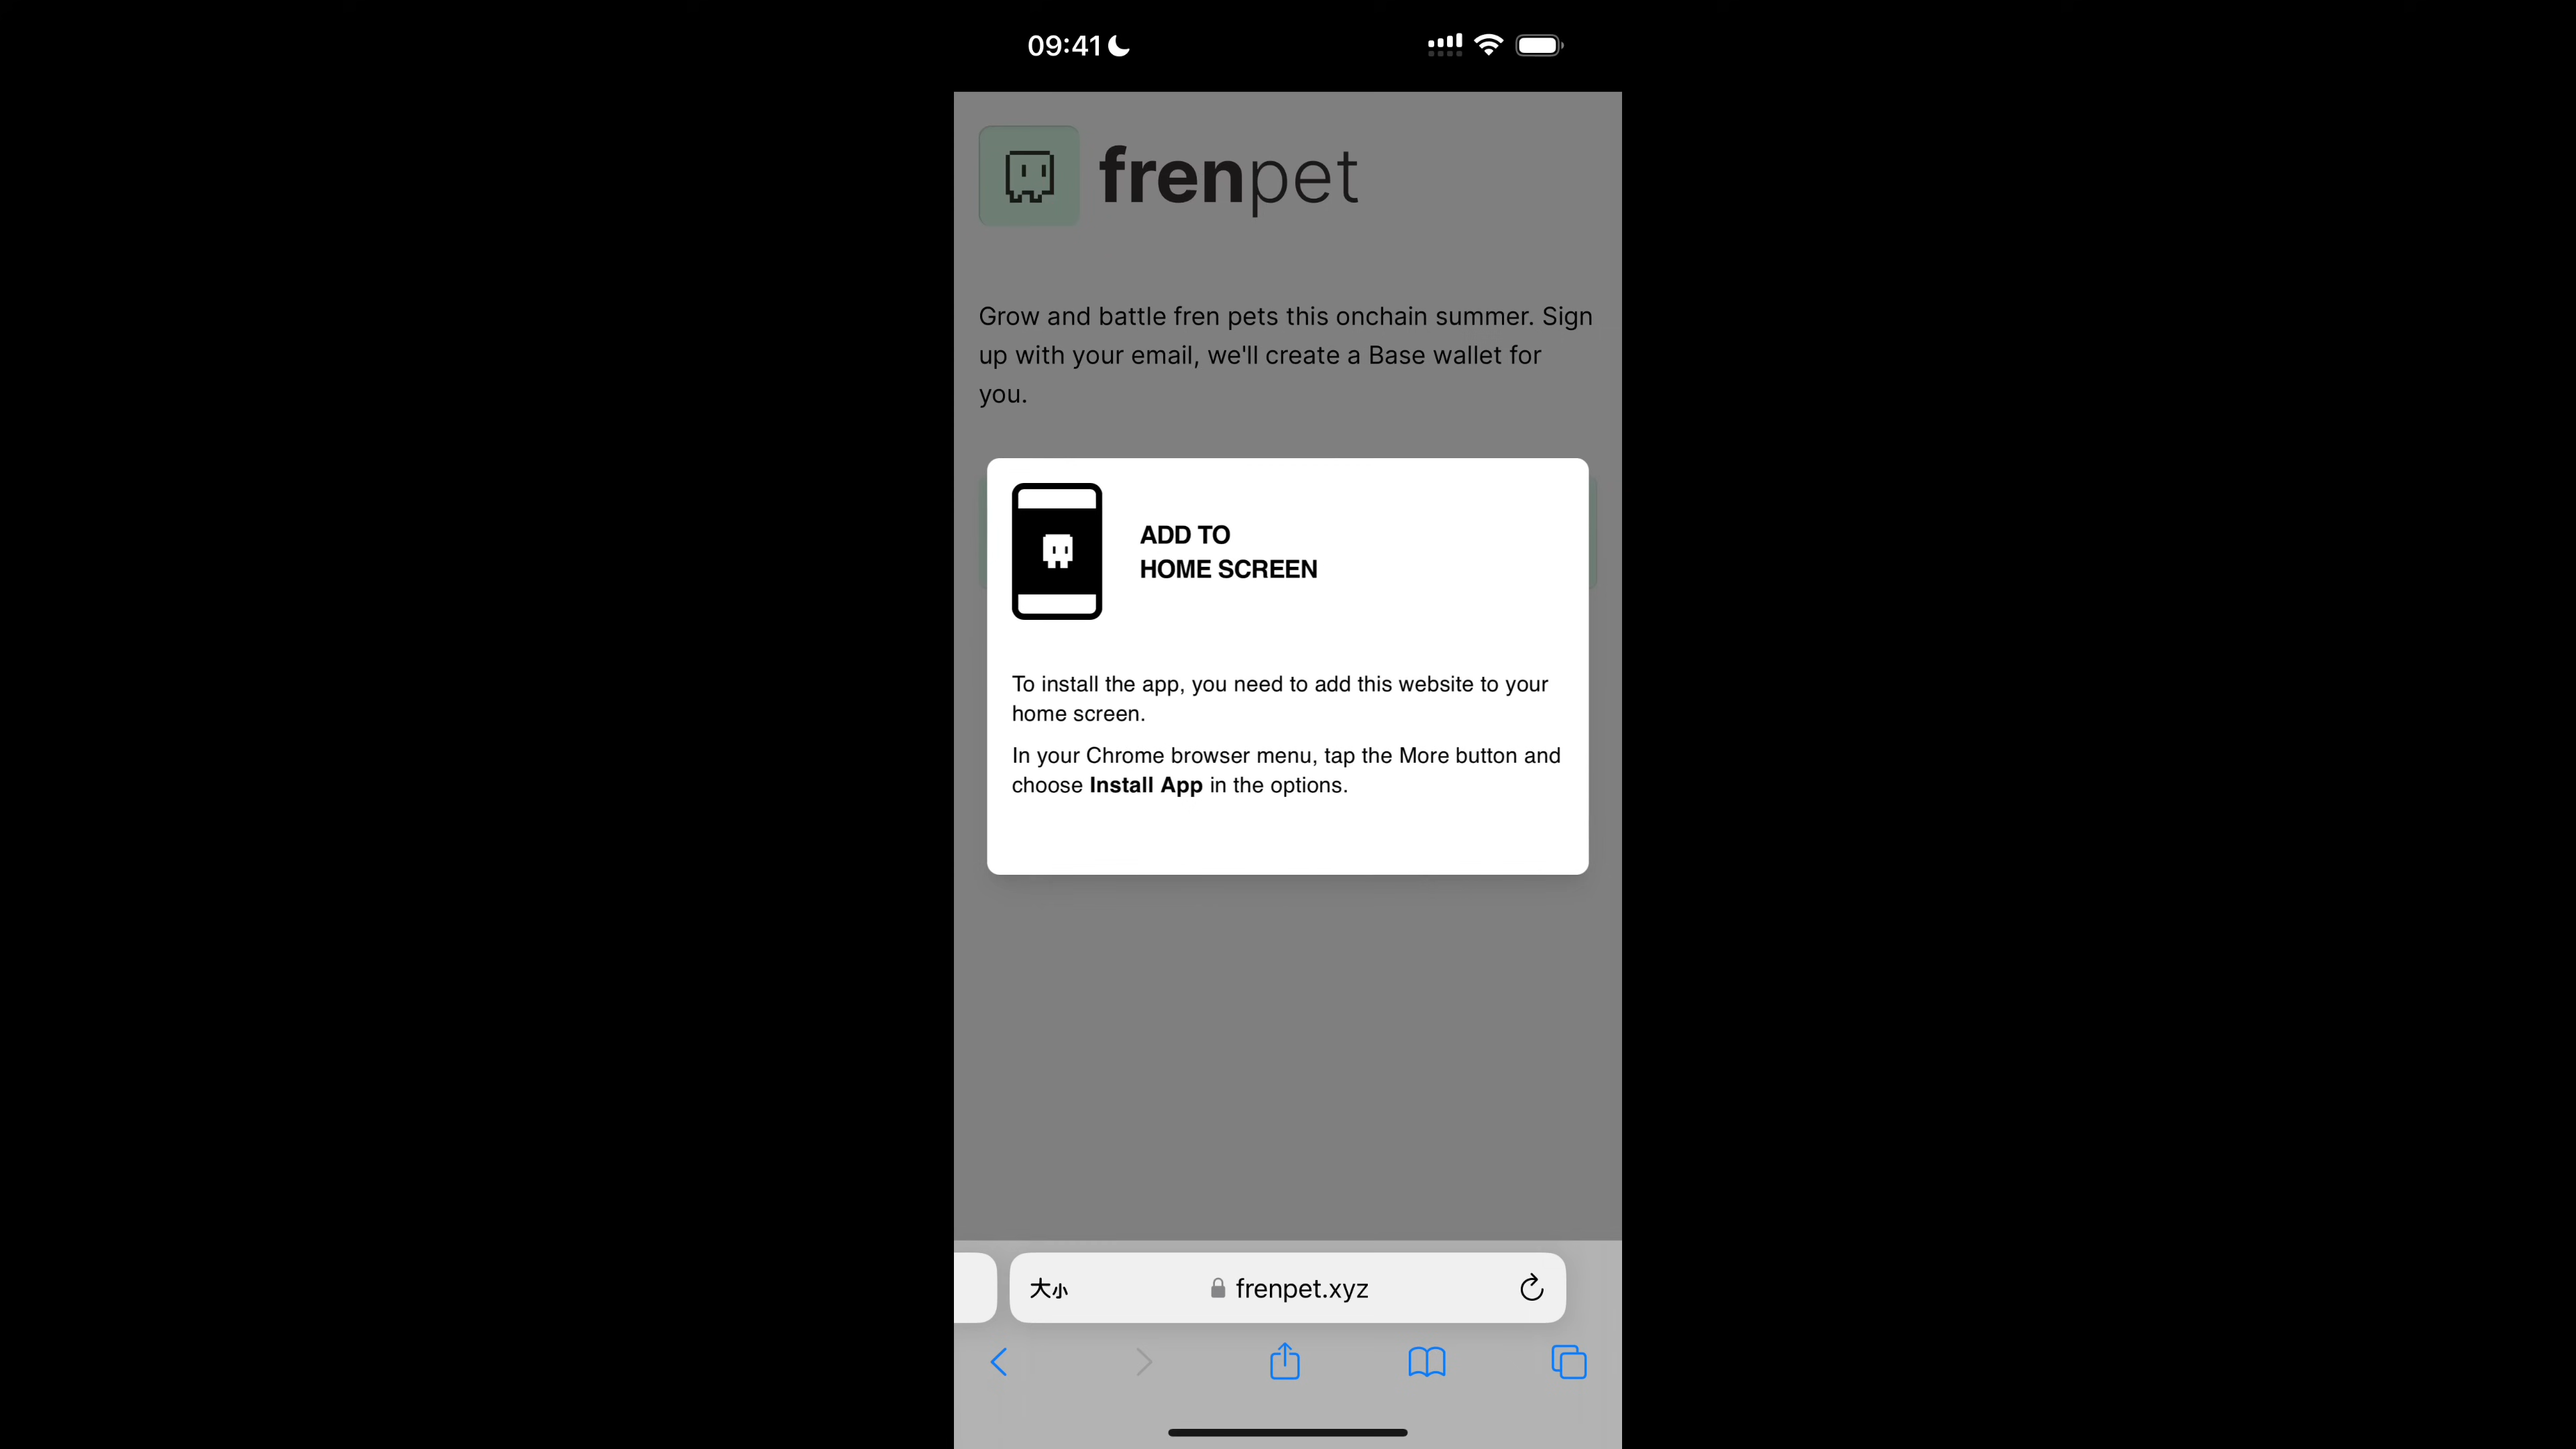 09:41
frenpet
Grow and battle fren pets this onchain summer. Sign
up with your email, we'll create a Base wallet for
you.
ADD TO
HOME SCREEN
To install the app, you need to add this website to your
home screen.
In your Chrome browser menu, tap the More button and
choose Install App in the options.
大小 frenpet.xyz